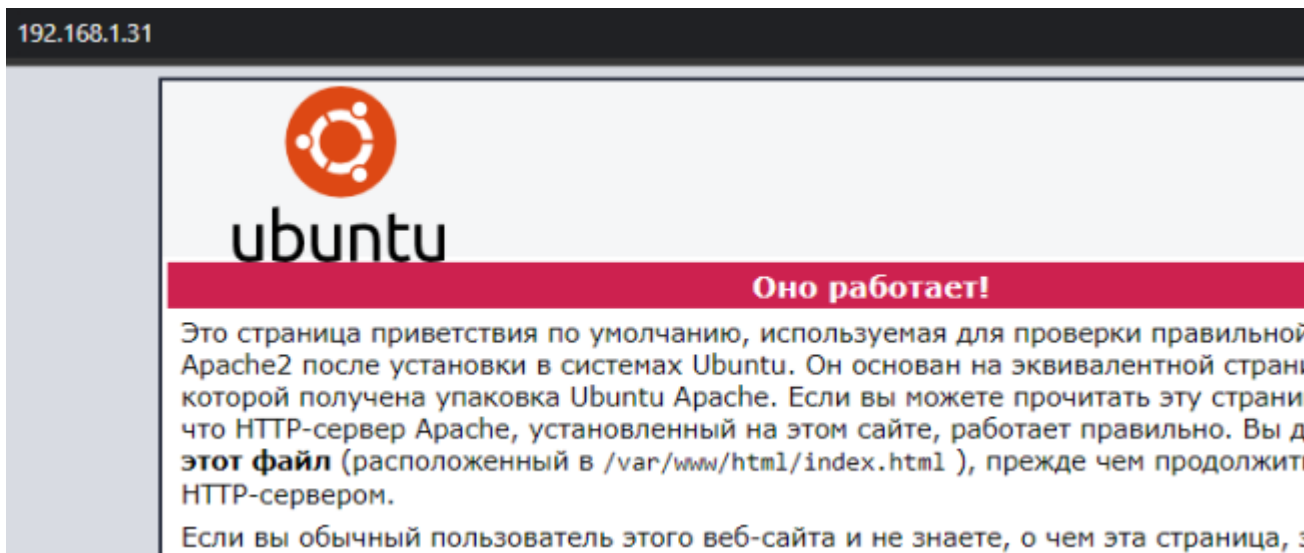 192.168.1.31
ubuntu
Оно работает!
Это страница приветствия по умолчанию, используемая для проверки правильной
Apache2 после установки в системах Ubuntu. Он основан на эквивалентной страни
которой получена упаковка Ubuntu Apache. Если вы можете прочитать эту страни
что HTTP-сервер Apache, установленный на этом сайте, работает правильно. Вы д
этот файл (расположенный в /var/www/html/index.html ), прежде чем продолжит
HTTP-сервером.
Если вы обычный пользователь этого веб-сайта и не знаете, о чем эта страница, з